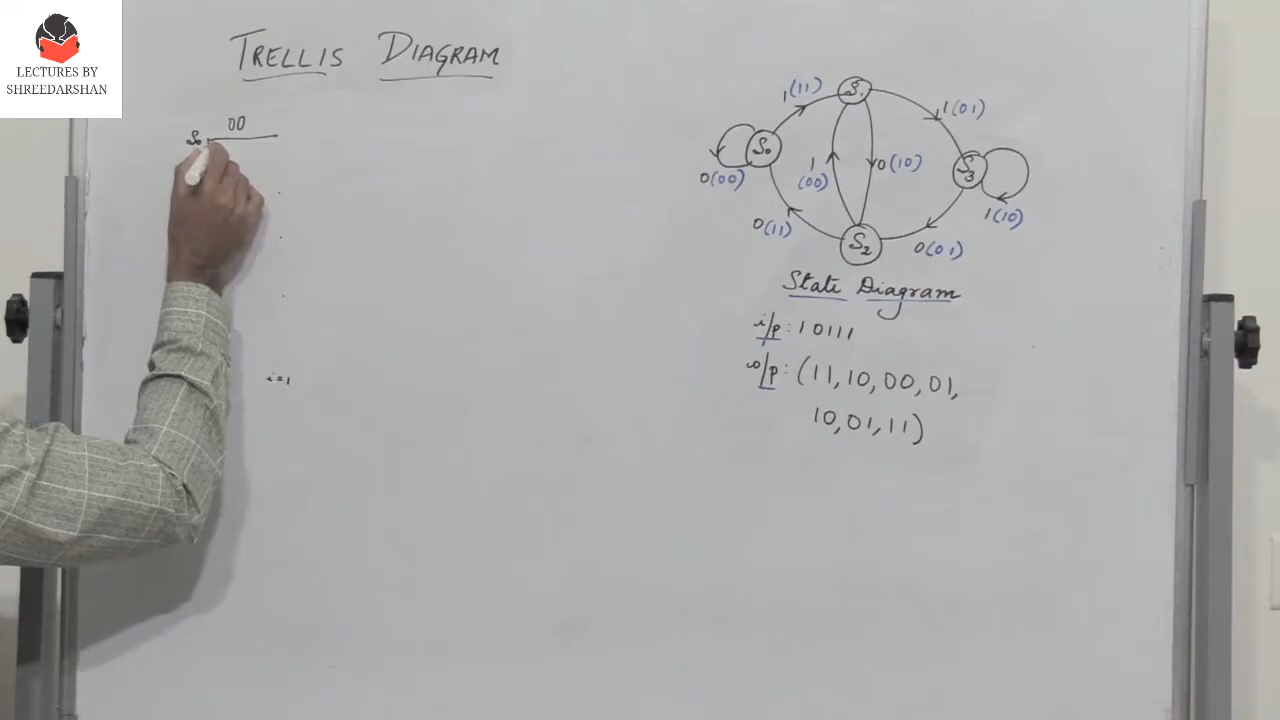 LECTURES BY
SHREEDARSHAN
TRELLIS DIAGRAM
S₀ 00
i=1
S₁
1(11)
1(01)
S₀
0(00)
1
(00)
0(10)
S₃
1(10)
0(11)
S₂
0(01)
State Diagram
i/p: 10111
o/p: (11, 10, 00, 01,
10, 01, 11)